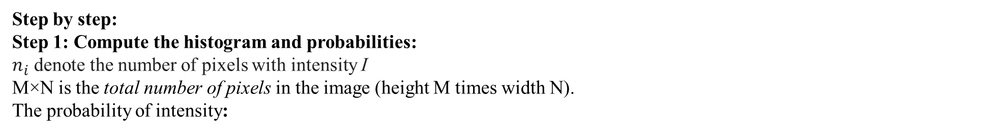 Step by step:
Step 1: Compute the histogram and probabilities:
𝑛ᵢ denote the number of pixels with intensity I
M×N is the total number of pixels in the image (height M times width N).
The probability of intensity: